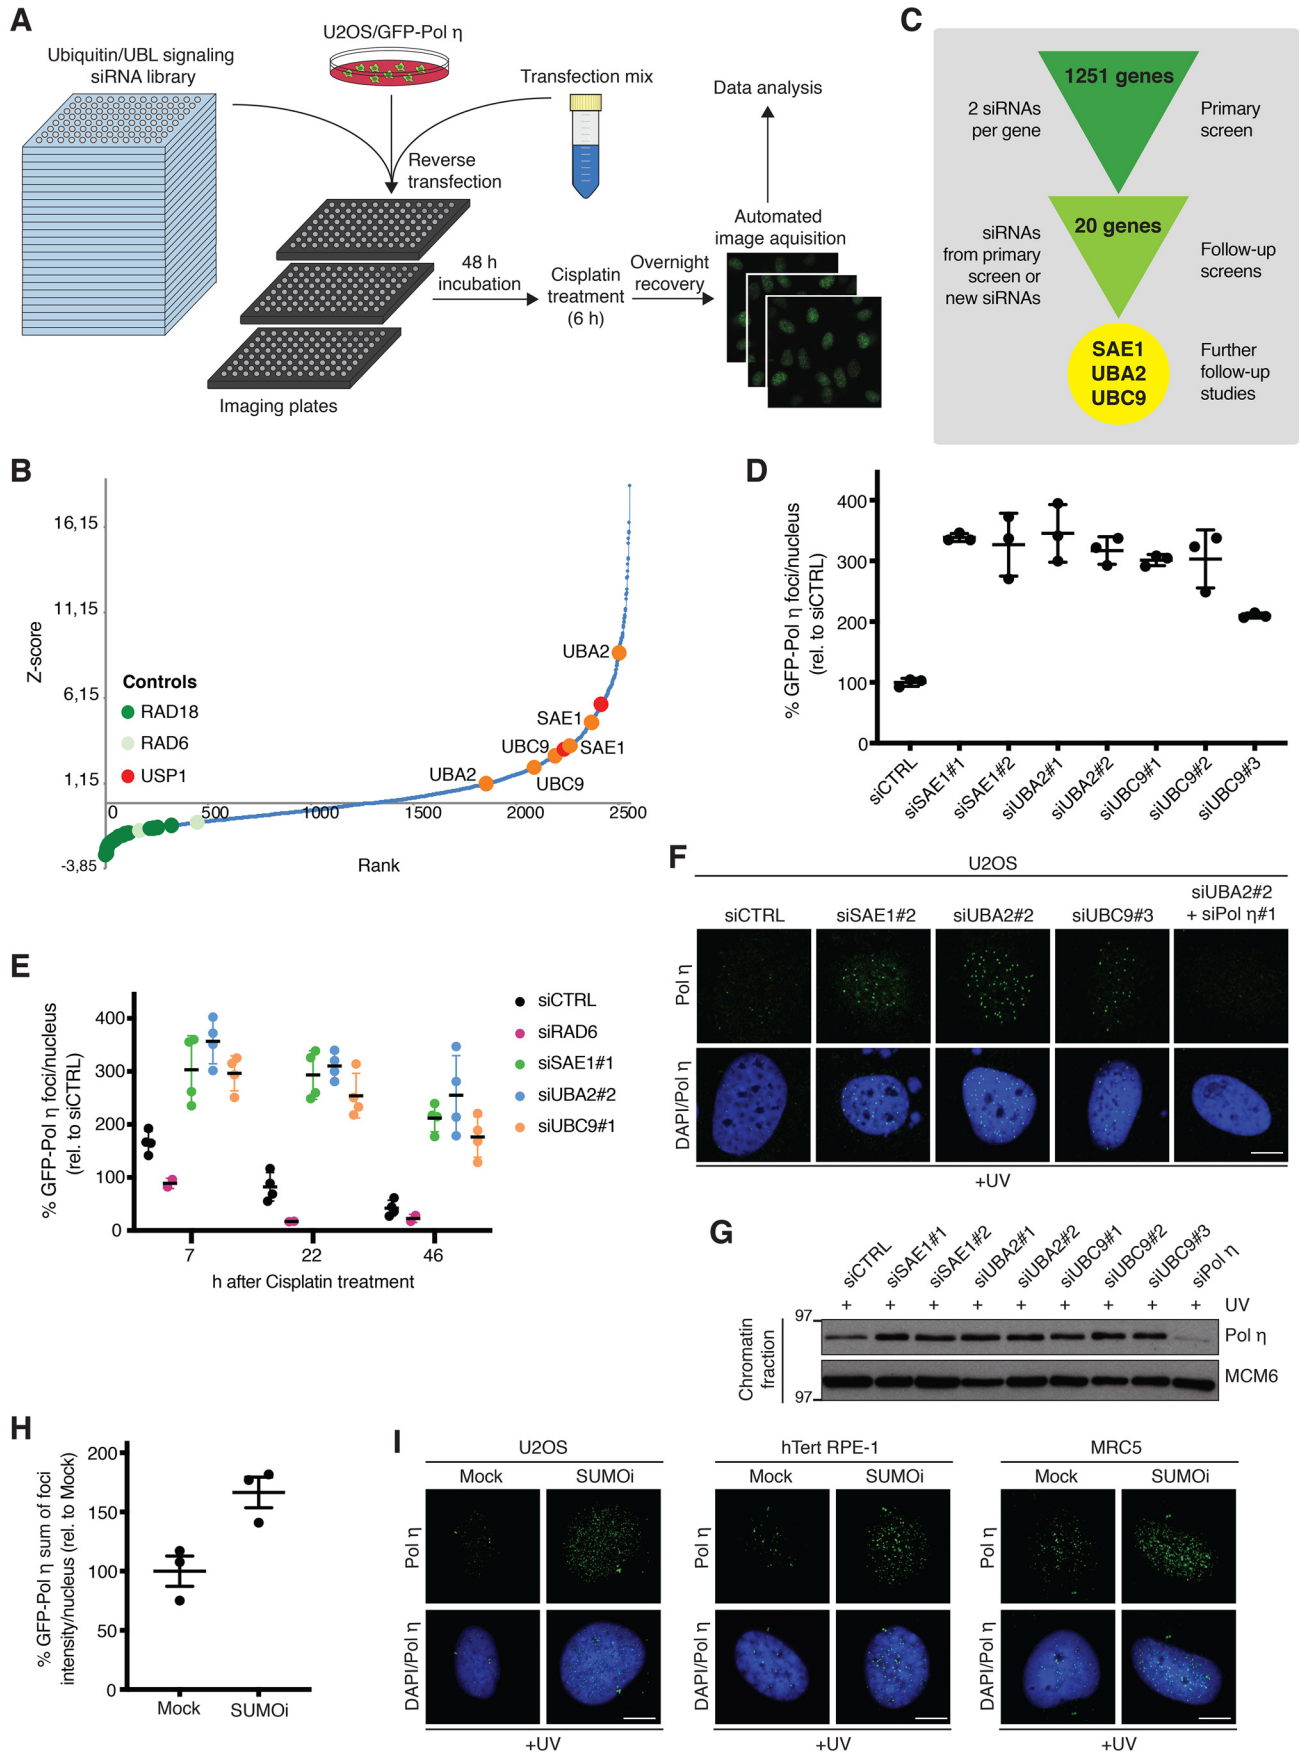 A
Ubiquitin/UBL signaling
siRNA library
U2OS/GFP-Pol η
Transfection mix
Reverse
transfection
Imaging plates
48 h
incubation
Cisplatin
treatment
(6 h)
Overnight
recovery
Data analysis
Automated
image aquisition
C
1251 genes
2 siRNAs
per gene
Primary
screen
20 genes
siRNAs
from primary
screen or
new siRNAs
Follow-up
screens
SAE1
UBA2
UBC9
Further
follow-up
studies
B
Z-score
16,15
11,15
6,15
1,15
-3,85
Controls
RAD18
RAD6
USP1
UBA2
SAE1
UBC9
SAE1
UBA2
UBC9
0
500
1000
1500
2000
2500
Rank
D
% GFP-Pol η foci/nucleus
(rel. to siCTRL)
400
300
200
100
0
siCTRL
siSAE1#1
siSAE1#2
siUBA2#1
siUBA2#2
siUBC9#1
siUBC9#2
siUBC9#3
E
% GFP-Pol η foci/nucleus
(rel. to siCTRL)
400
300
200
100
0
7
22
46
h after Cisplatin treatment
siCTRL
siRAD6
siSAE1#1
siUBA2#2
siUBC9#1
F
U2OS
siCTRL
siSAE1#2
siUBA2#2
siUBC9#3
siUBA2#2
+ siPol η#1
Pol η
DAPI/Pol η
+UV
G
siCTRL
siSAE1#1
siSAE1#2
siUBA2#1
siUBA2#2
siUBC9#1
siUBC9#2
siUBC9#3
siPol η
+ + + + + + + + + UV
97
Pol η
MCM6
97
Chromatin
fraction
H
% GFP-Pol η sum of foci
intensity/nucleus (rel. to Mock)
200
150
100
50
0
Mock
SUMOi
I
U2OS
Mock
SUMOi
Pol η
DAPI/Pol η
+UV
hTert RPE-1
Mock
SUMOi
Pol η
DAPI/Pol η
+UV
MRC5
Mock
SUMOi
Pol η
DAPI/Pol η
+UV